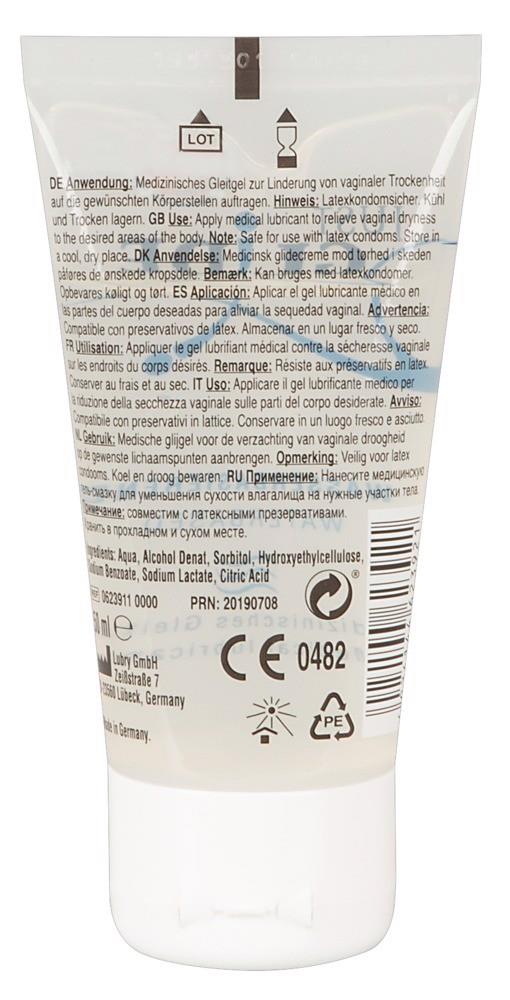 LOT
DE Anwendung: Medizinisches Gleitgel zur Linderung von vaginaler Trockenheit
auf die gewünschten Körperstellen auftragen. Hinweis: Latexkondomsicher. Kühl
und Trocken lagern. GB Use: Apply medical lubricant to relieve vaginal dryness
to the desired areas of the body. Note: Safe for use with latex condoms. Store in
a cool, dry place. DK Anvendelse: Medicinsk glidecreme mod tørhed i skeden
påføres de ønskede kropsdele. Bemærk: Kan bruges med latexkondomer.
Opbevares køligt og tørt. ES Aplicación: Aplicar el gel lubricante médico en
las partes del cuerpo deseadas para aliviar la sequedad vaginal. Advertencia:
Compatible con preservativos de látex. Almacenar en un lugar fresco y seco.
FR Utilisation: Appliquer le gel lubrifiant médical contre la sécheresse vaginale
sur les endroits du corps désirés. Remarque: Résiste aux préservatifs en latex.
Conserver au frais et au sec. IT Uso: Applicare il gel lubrificante medico per
la riduzione della secchezza vaginale sulle parti del corpo desiderate. Avviso:
Compatibile con preservativi in lattice. Conservare in un luogo fresco e asciutto.
NL Gebruik: Medische glijgel voor de verzachting van vaginale droogheid
op de gewenste lichaamspunten aanbrengen. Opmerking: Veilig voor latex
condooms. Koel en droog bewaren. RU Применение: Нанесите медицинскую
гель-смазку для уменьшения сухости влагалища на нужные участки тела.
Примечание: совместим с латексными презервативами.
Хранить в прохладном и сухом месте.
Ingredients: Aqua, Alcohol Denat, Sorbitol, Hydroxyethylcellulose,
Sodium Benzoate, Sodium Lactate, Citric Acid
REF 0623911 0000 PRN: 20190708
50 ml e
CE 0482
Lubry GmbH
Zeißstraße 7
23560 Lübeck, Germany
Made in Germany.
PE